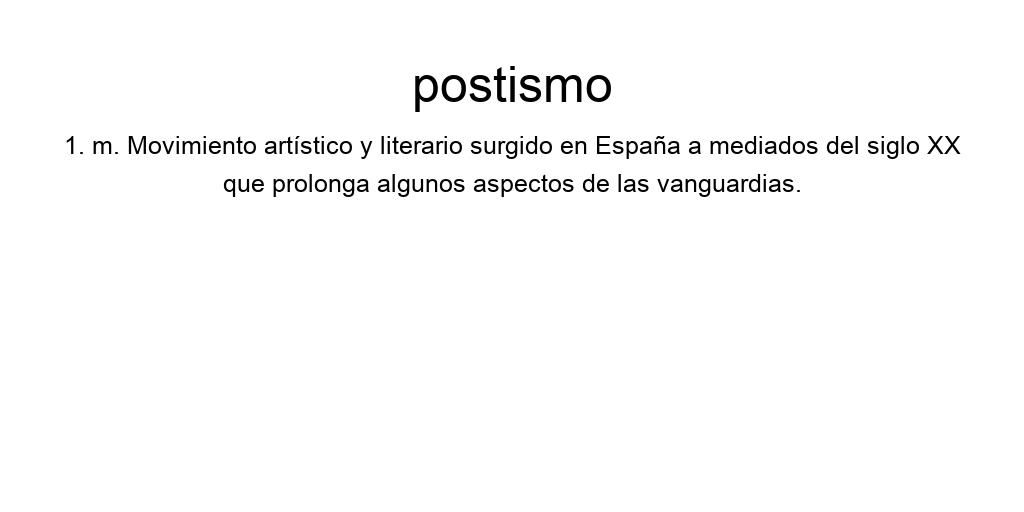 postismo
1. m. Movimiento artístico y literario surgido en España a mediados del siglo XX
que prolonga algunos aspectos de las vanguardias.